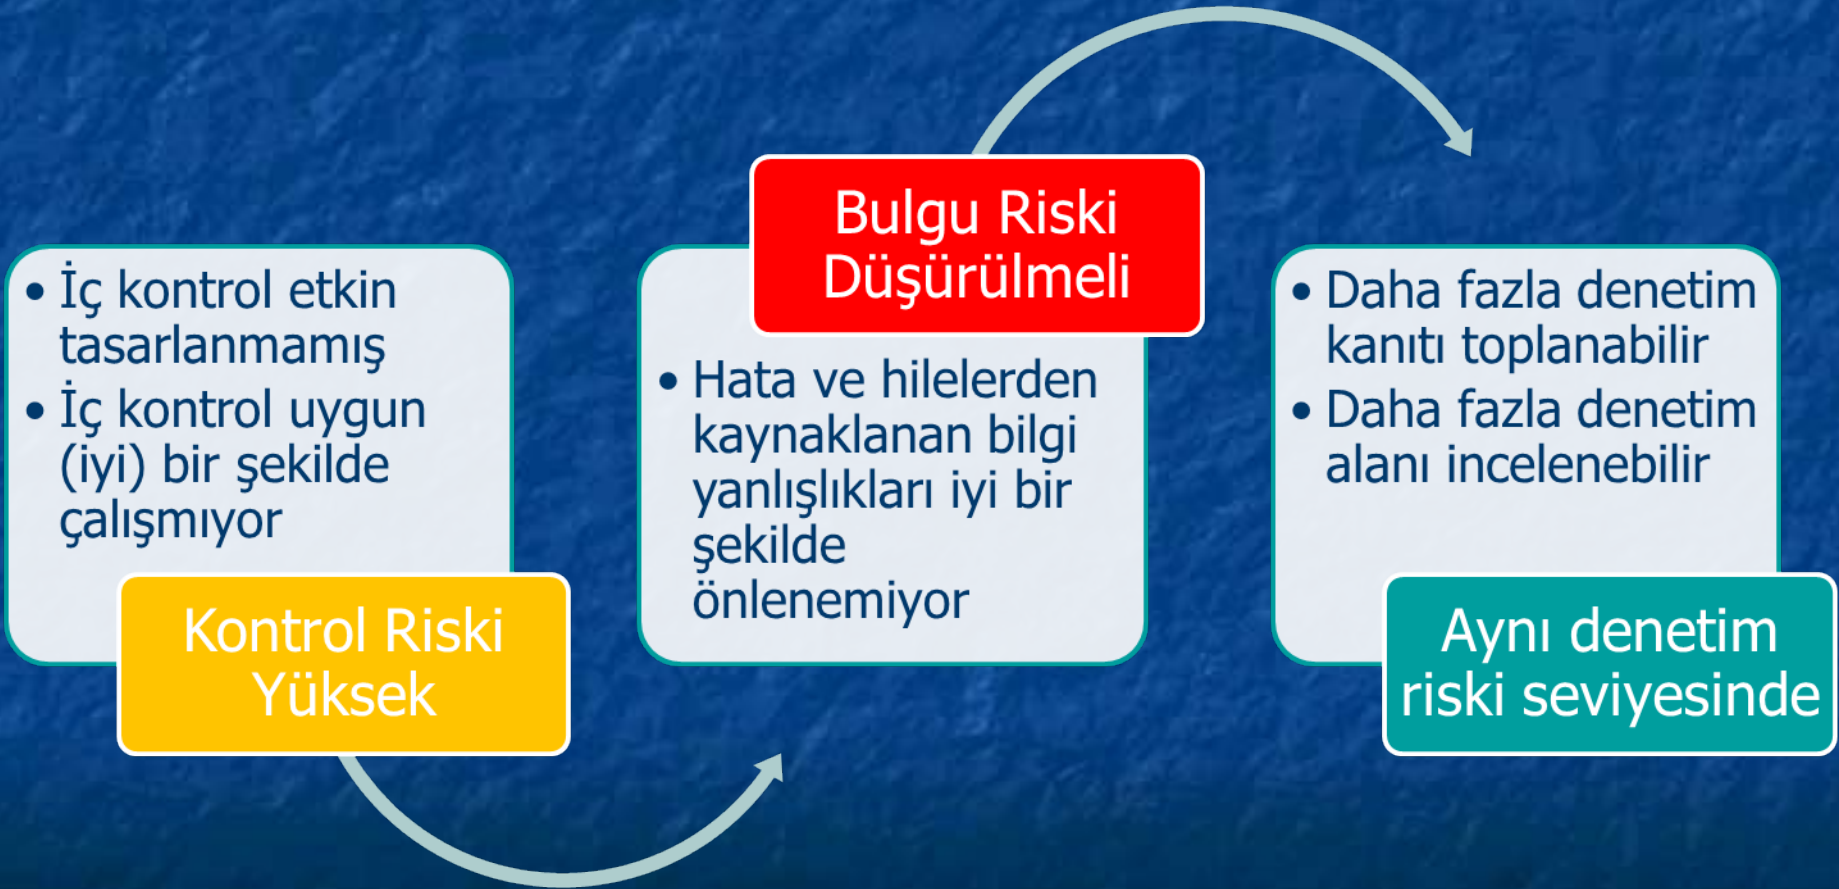 • İç kontrol etkin
tasarlanmamış
• İç kontrol uygun
(iyi) bir şekilde
çalışmıyor
Kontrol Riski
Yüksek
Bulgu Riski
Düşürülmeli
• Hata ve hilelerden
kaynaklanan bilgi
yanlışlıkları iyi bir
şekilde
önlenemiyor
• Daha fazla denetim
kanıtı toplanabilir
• Daha fazla denetim
alanı incelenebilir
Aynı denetim
riski seviyesinde